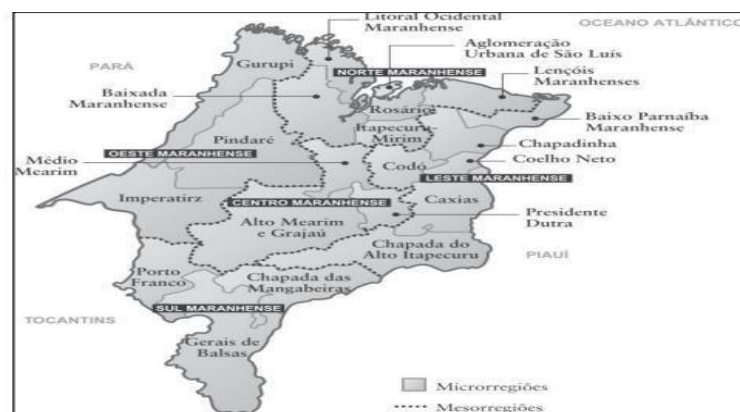 Litoral Ocidental
Maranhense
OCEANO ATLÂNTICO
Aglomeração
Urbana de São Luís
PARÁ
Gurupi
NORTE MARANHENSE
Lençóis
Maranhenses
Baixada
Maranhense
Rosário
Baixo Parnaíba
Maranhense
Itapecuru
Mirim
Pindaré
Chapadinha
OESTE MARANHENSE
Médio
Mearim
Codó
Coelho Neto
LESTE MARANHENSE
Imperatirz
CENTRO MARANHENSE
Caxias
Alto Mearim
e Grajaú
Presidente
Dutra
Chapada do
Alto Itapecuru
PIAUÍ
Porto
Franco
Chapada das
Mangabeiras
SUL MARANHENSE
TOCANTINS
Gerais de
Balsas
Microrregiões
Mesorregiões